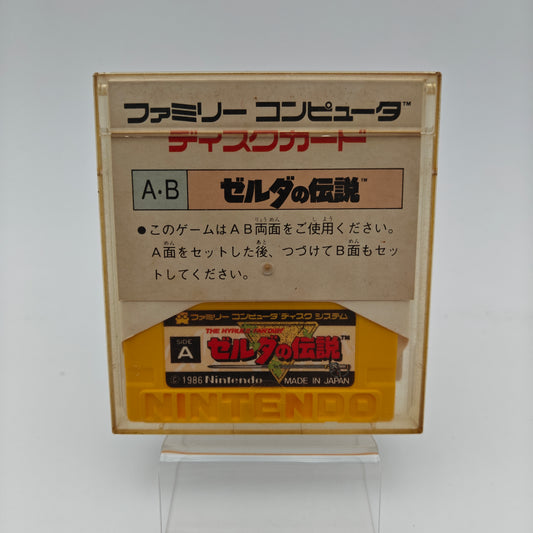 ファミリー コンピュータ™
ディスクカード
A・B ゼルダの伝説™
●このゲームはAB両面をご使用ください。
A面をセットした後、つづけてB面もセッ
トしてください。
ファミリー コンピュータ ディスク システム
THE HYRULE FANTASY
SIDE A
ゼルダの伝説™
©1986 Nintendo MADE IN JAPAN
NINTENDO